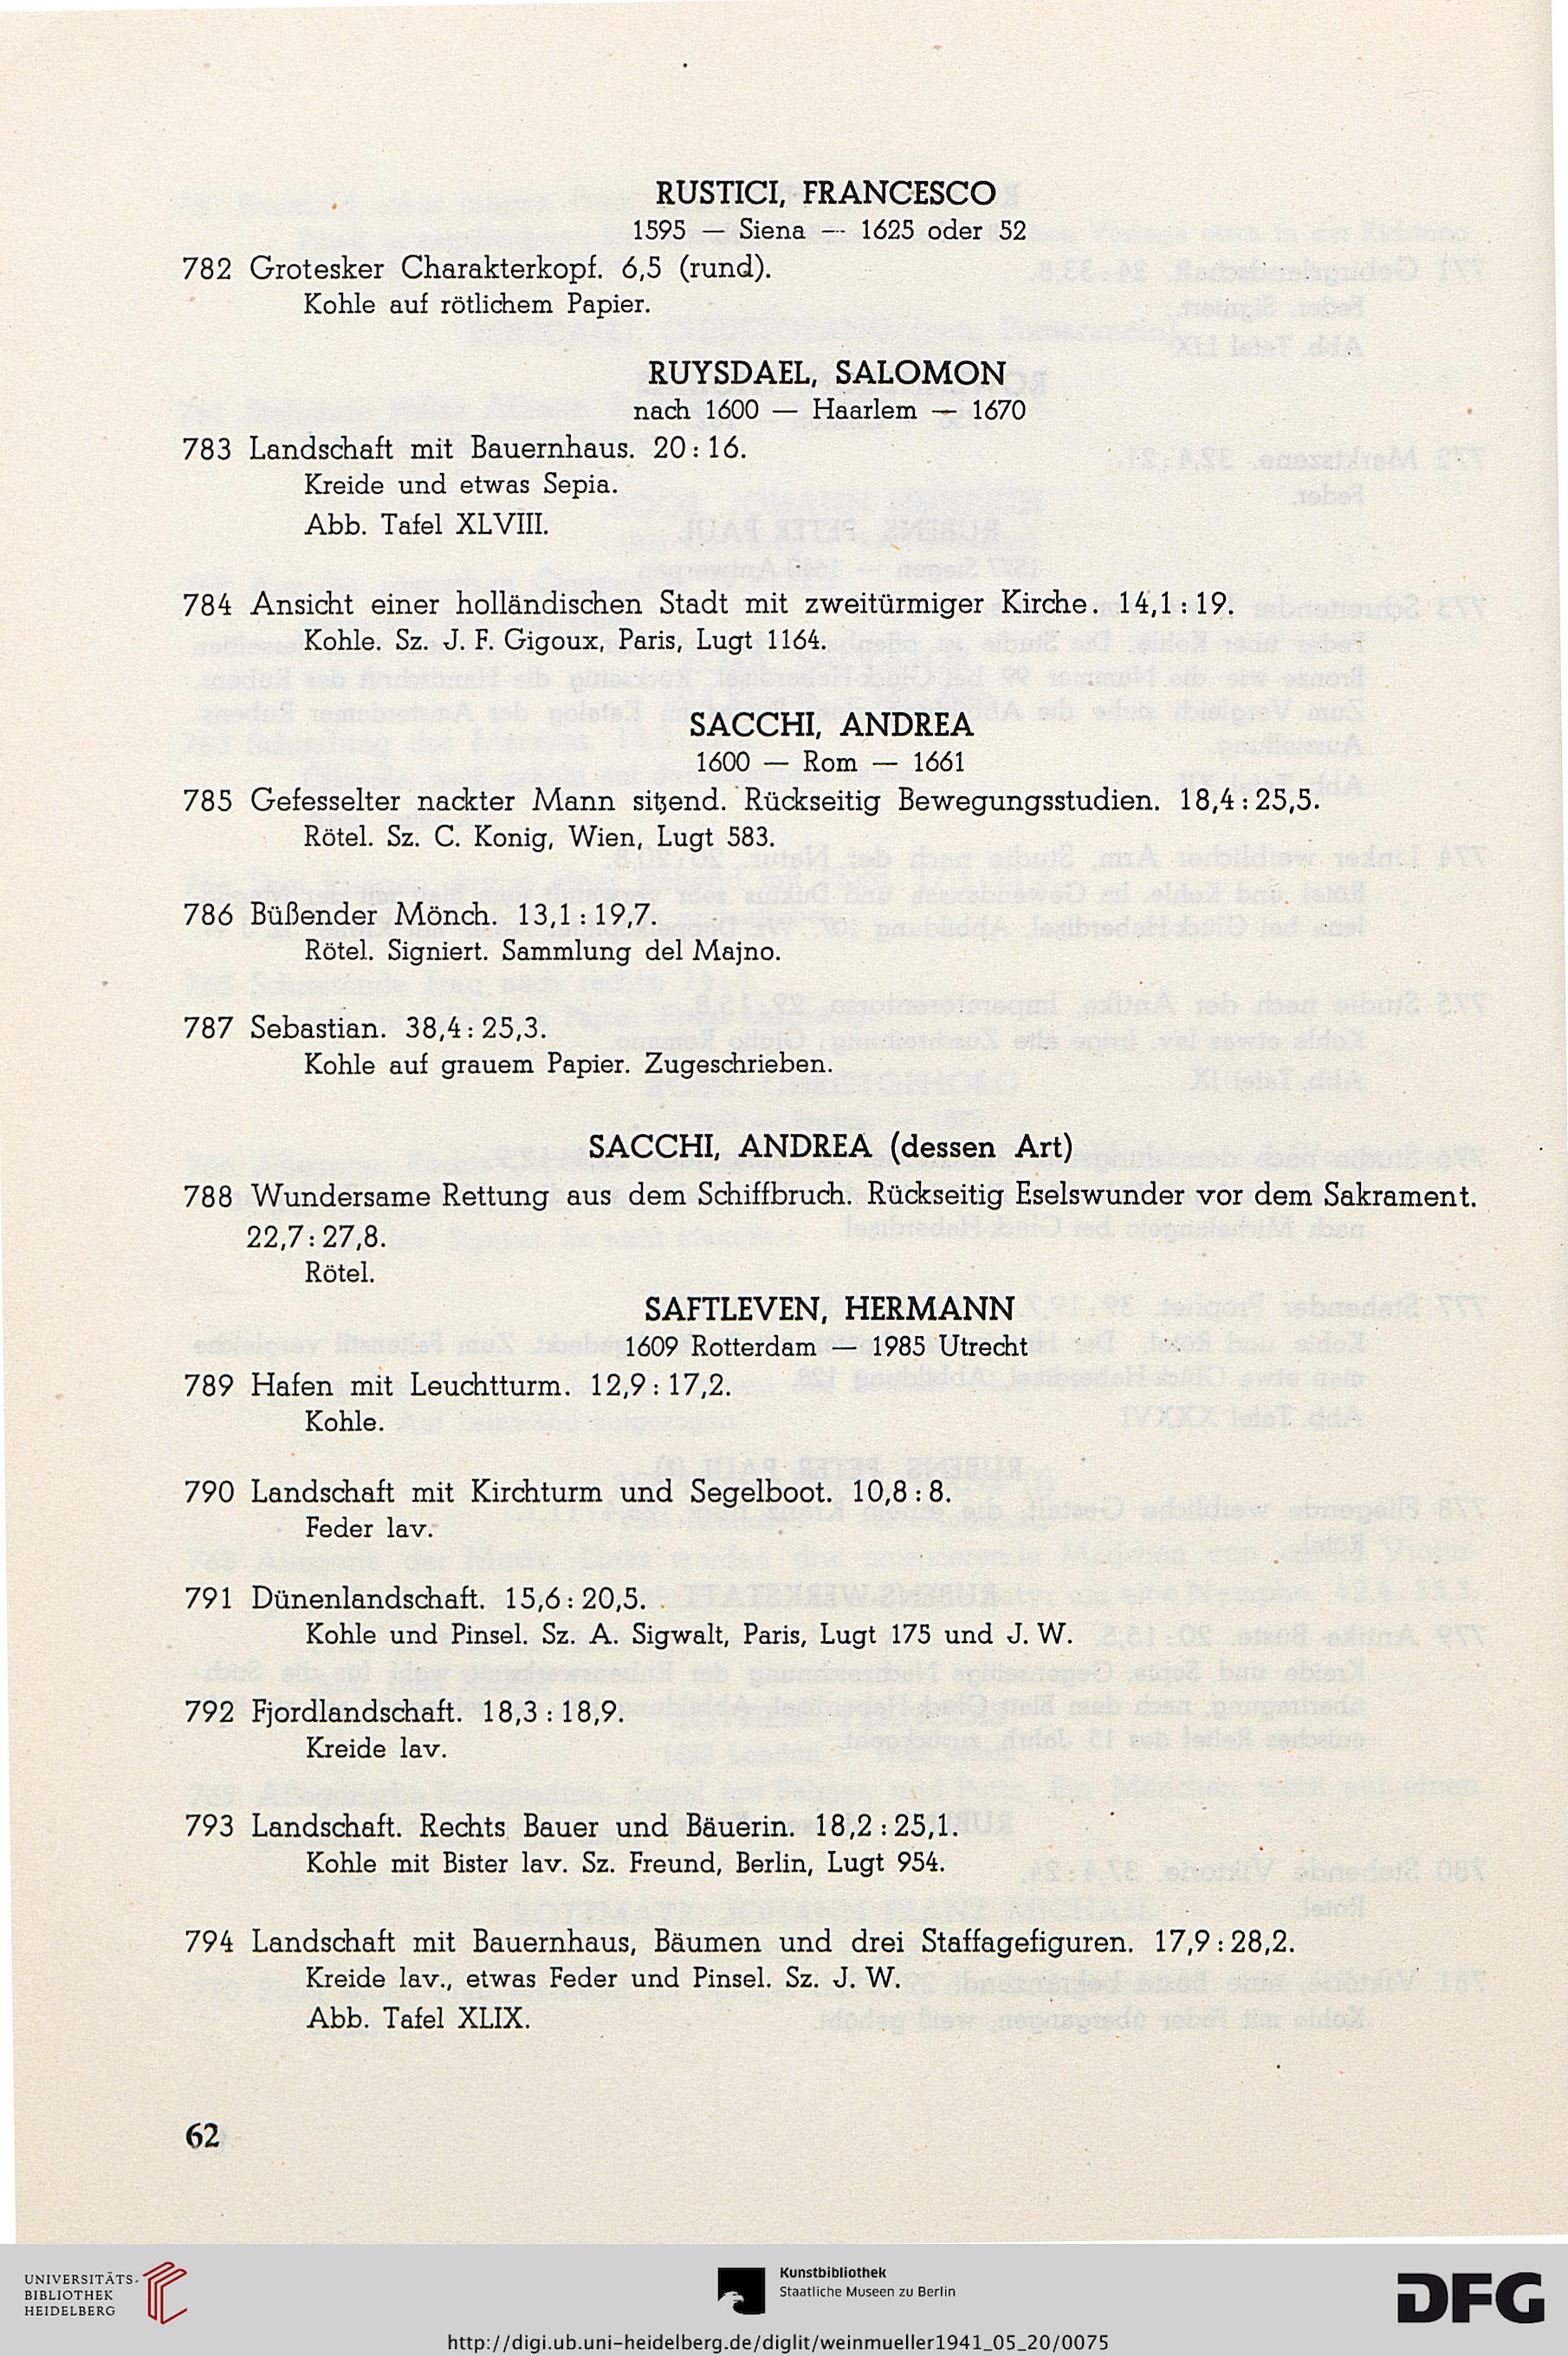 RUSTICI, FRANCESCO
1595 — Siena — 1625 oder 52
782 Grotesker Charakterkopf. 6,5 (rund).
Kohle auf rötlichem Papier.
RUYSDAEL, SALOMON
nach 1600 — Haarlem — 1670
783 Landschaft mit Bauernhaus. 20 : 16.
Kreide und etwas Sepia.
Abb. Tafel XLVIII.
784 Ansicht einer holländischen Stadt mit zweitürmiger Kirche. 14,1 : 19.
Kohle. Sz. J. F. Gigoux, Paris, Lugt 1164.
SACCHI, ANDREA
1600 — Rom — 1661
785 Gefesselter nackter Mann sitzend. Rückseitig Bewegungsstudien. 18,4 : 25,5.
Rötel. Sz. C. Konig, Wien, Lugt 583.
786 Büßender Mönch. 13,1 : 19,7.
Rötel. Signiert. Sammlung del Majno.
787 Sebastian. 38,4 : 25,3.
Kohle auf grauem Papier. Zugeschrieben.
SACCHI, ANDREA (dessen Art)
788 Wundersame Rettung aus dem Schiffbruch. Rückseitig Eselswunder vor dem Sakrament.
22,7 : 27,8.
Rötel.
SAFTLEVEN, HERMANN
1609 Rotterdam — 1985 Utrecht
789 Hafen mit Leuchtturm. 12,9 : 17,2.
Kohle.
790 Landschaft mit Kirchturm und Segelboot. 10,8 : 8.
Feder lav.
791 Dünenlandschaft. 15,6 : 20,5.
Kohle und Pinsel. Sz. A. Sigwalt, Paris, Lugt 175 und J. W.
792 Fjordlandschaft. 18,3 : 18,9.
Kreide lav.
793 Landschaft. Rechts Bauer und Bäuerin. 18,2 : 25,1.
Kohle mit Bister lav. Sz. Freund, Berlin, Lugt 954.
794 Landschaft mit Bauernhaus, Bäumen und drei Staffagefiguren. 17,9 : 28,2.
Kreide lav., etwas Feder und Pinsel. Sz. J. W.
Abb. Tafel XLIX.
62
UNIVERSITÄTS-
BIBLIOTHEK
HEIDELBERG
Kunstbibliothek
Staatliche Museen zu Berlin
DFG
http://digi.ub.uni-heidelberg.de/diglit/weinmueller1941_05_20/0075